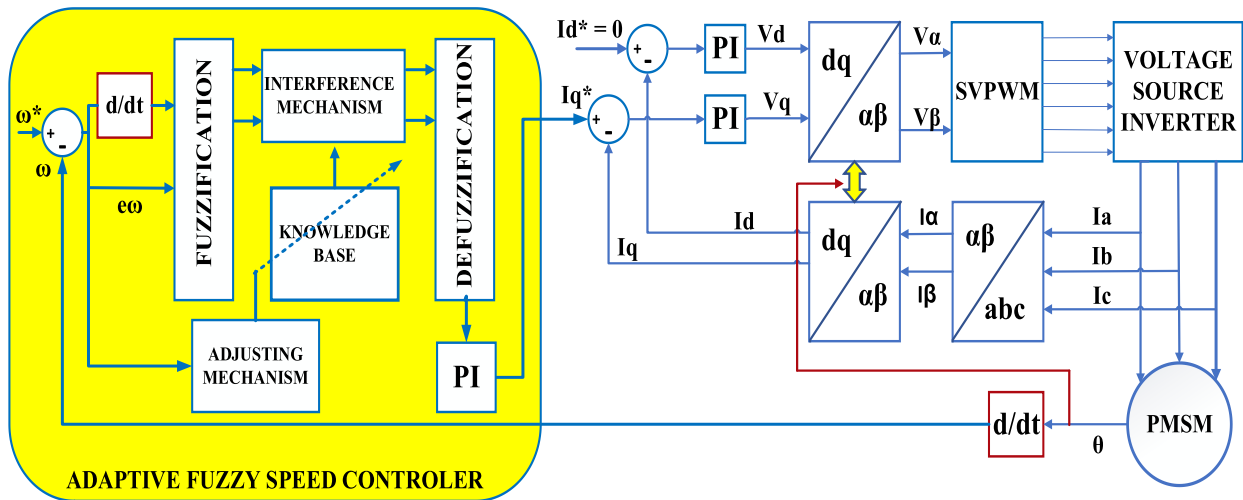 ω*
+
-
ω
d/dt
eω
FUZZIFICATION
INTERFERENCE
MECHANISM
KNOWLEDGE
BASE
ADJUSTING
MECHANISM
DEFUZZIFICATION
PI
ADAPTIVE FUZZY SPEED CONTROLER
Id* = 0
+
-
Iq*
+
-
PI
PI
Vd
Vq
dq
αβ
Vα
Vβ
SVPWM
VOLTAGE
SOURCE
INVERTER
Id
Iq
dq
αβ
Iα
Iβ
αβ
abc
Ia
Ib
Ic
d/dt
θ
PMSM